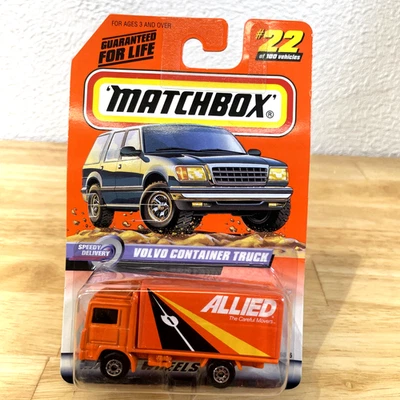 FOR AGES 3 AND OVER
GUARANTEED
FOR LIFE
#22
of 100 vehicles
'MATCHBOX'®
SPEEDY
DELIVERY
VOLVO CONTAINER TRUCK
ALLIED
The Careful Movers
WHEELS